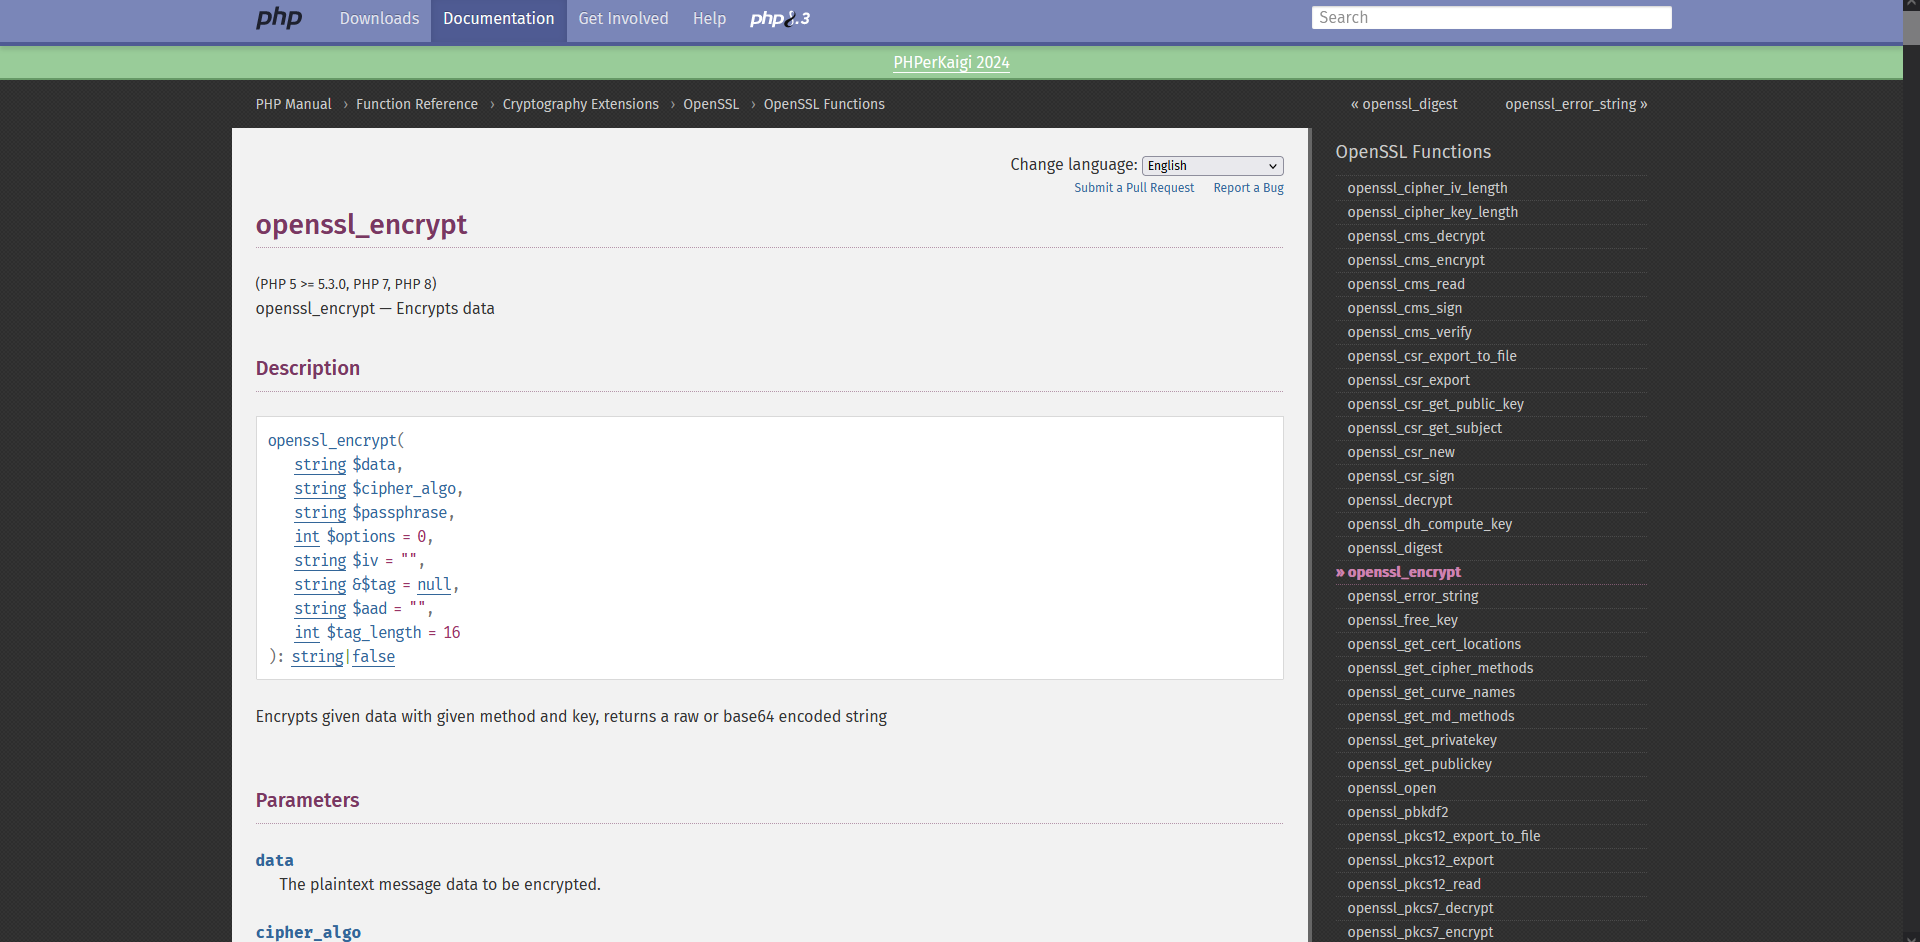 php
Downloads
Documentation
Get Involved
Help
php8.3
Search
PHPerKaigi 2024
PHP Manual › Function Reference › Cryptography Extensions › OpenSSL › OpenSSL Functions
« openssl_digest
openssl_error_string »
Change language: English
Submit a Pull Request
Report a Bug
openssl_encrypt
(PHP 5 >= 5.3.0, PHP 7, PHP 8)
openssl_encrypt — Encrypts data
Description
openssl_encrypt(
string $data,
string $cipher_algo,
string $passphrase,
int $options = 0,
string $iv = "",
string &$tag = null,
string $aad = "",
int $tag_length = 16
): string|false
Encrypts given data with given method and key, returns a raw or base64 encoded string
Parameters
data
The plaintext message data to be encrypted.
cipher_algo
OpenSSL Functions
openssl_cipher_iv_length
openssl_cipher_key_length
openssl_cms_decrypt
openssl_cms_encrypt
openssl_cms_read
openssl_cms_sign
openssl_cms_verify
openssl_csr_export_to_file
openssl_csr_export
openssl_csr_get_public_key
openssl_csr_get_subject
openssl_csr_new
openssl_csr_sign
openssl_decrypt
openssl_dh_compute_key
openssl_digest
» openssl_encrypt
openssl_error_string
openssl_free_key
openssl_get_cert_locations
openssl_get_cipher_methods
openssl_get_curve_names
openssl_get_md_methods
openssl_get_privatekey
openssl_get_publickey
openssl_open
openssl_pbkdf2
openssl_pkcs12_export_to_file
openssl_pkcs12_export
openssl_pkcs12_read
openssl_pkcs7_decrypt
openssl_pkcs7_encrypt